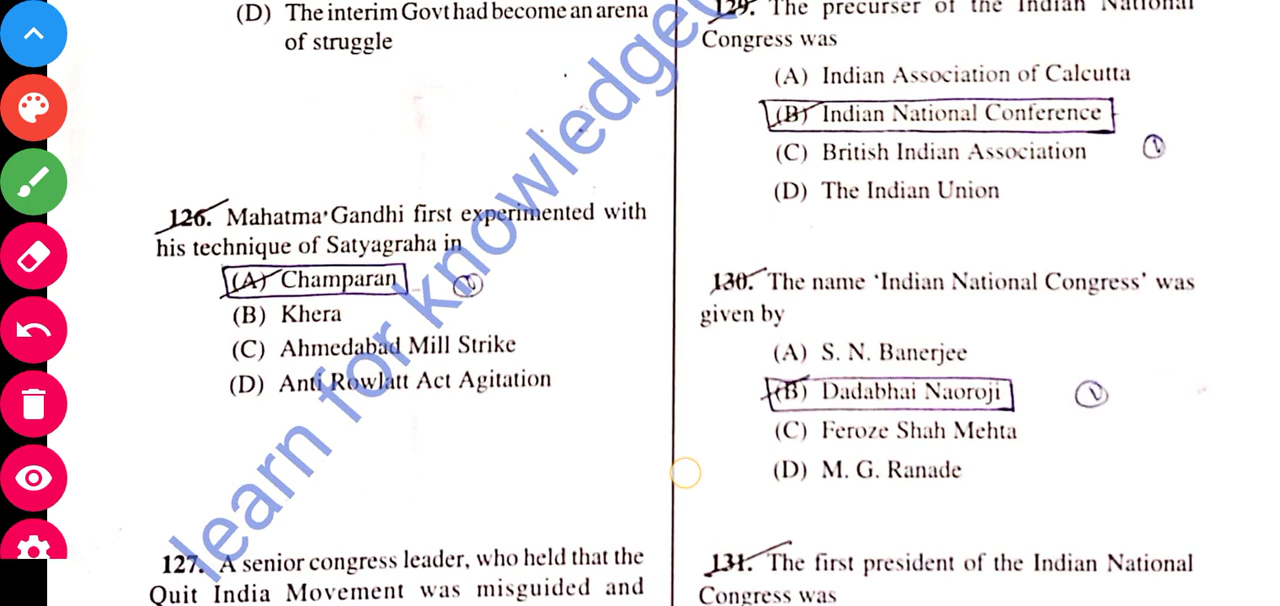 (D) The interim Govt had become an arena
of struggle
126. Mahatma Gandhi first experimented with
his technique of Satyagraha in
(A) Champaran
(B) Khera
(C) Ahmedabad Mill Strike
(D) Anti Rowlatt Act Agitation
127. A senior congress leader, who held that the
Quit India Movement was misguided and
129. The precurser of the Indian National
Congress was
(A) Indian Association of Calcutta
(B) Indian National Conference
(C) British Indian Association
(D) The Indian Union
130. The name ‘Indian National Congress’ was
given by
(A) S. N. Banerjee
(B) Dadabhai Naoroji
(C) Feroze Shah Mehta
(D) M. G. Ranade
131. The first president of the Indian National
Congress was
learn for knowledge